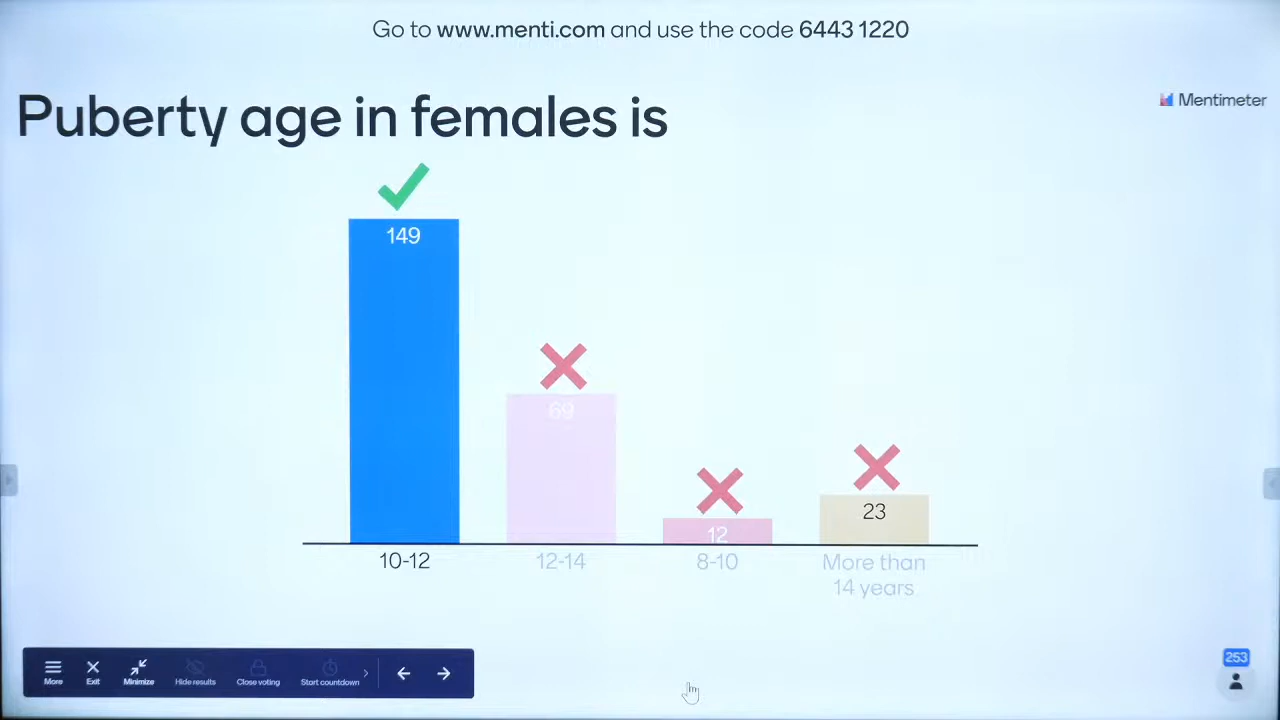 Go to www.menti.com and use the code 6443 1220
Puberty age in females is
Mentimeter
149
69
12
23
10-12
12-14
8-10
More than
14 years
253
More
Exit
Minimize
Hide results
Close voting
Start countdown